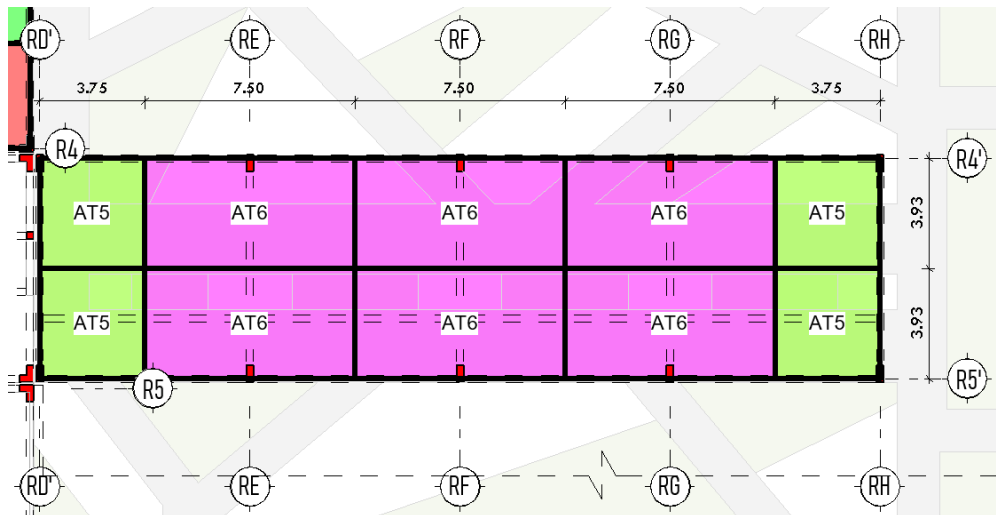 RD' RE RF RG RH
3.75 7.50 7.50 7.50 3.75
R4 R4'
AT5 AT6 AT6 AT6 AT5
3.93
AT5 AT6 AT6 AT6 AT5
3.93
R5 R5'
RD' RE RF RG RH